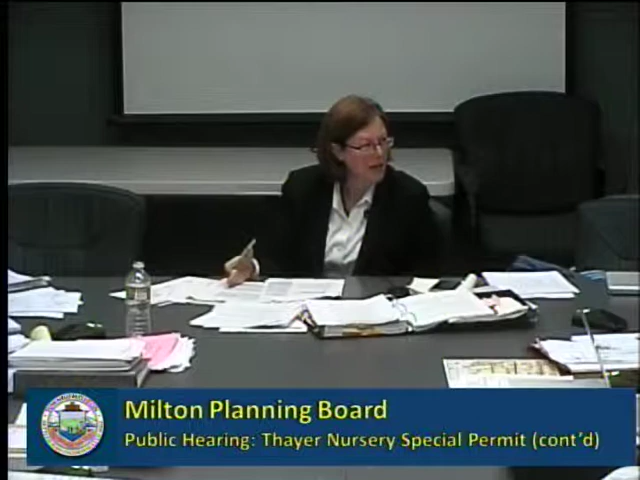 Milton Planning Board
Public Hearing: Thayer Nursery Special Permit (cont'd)